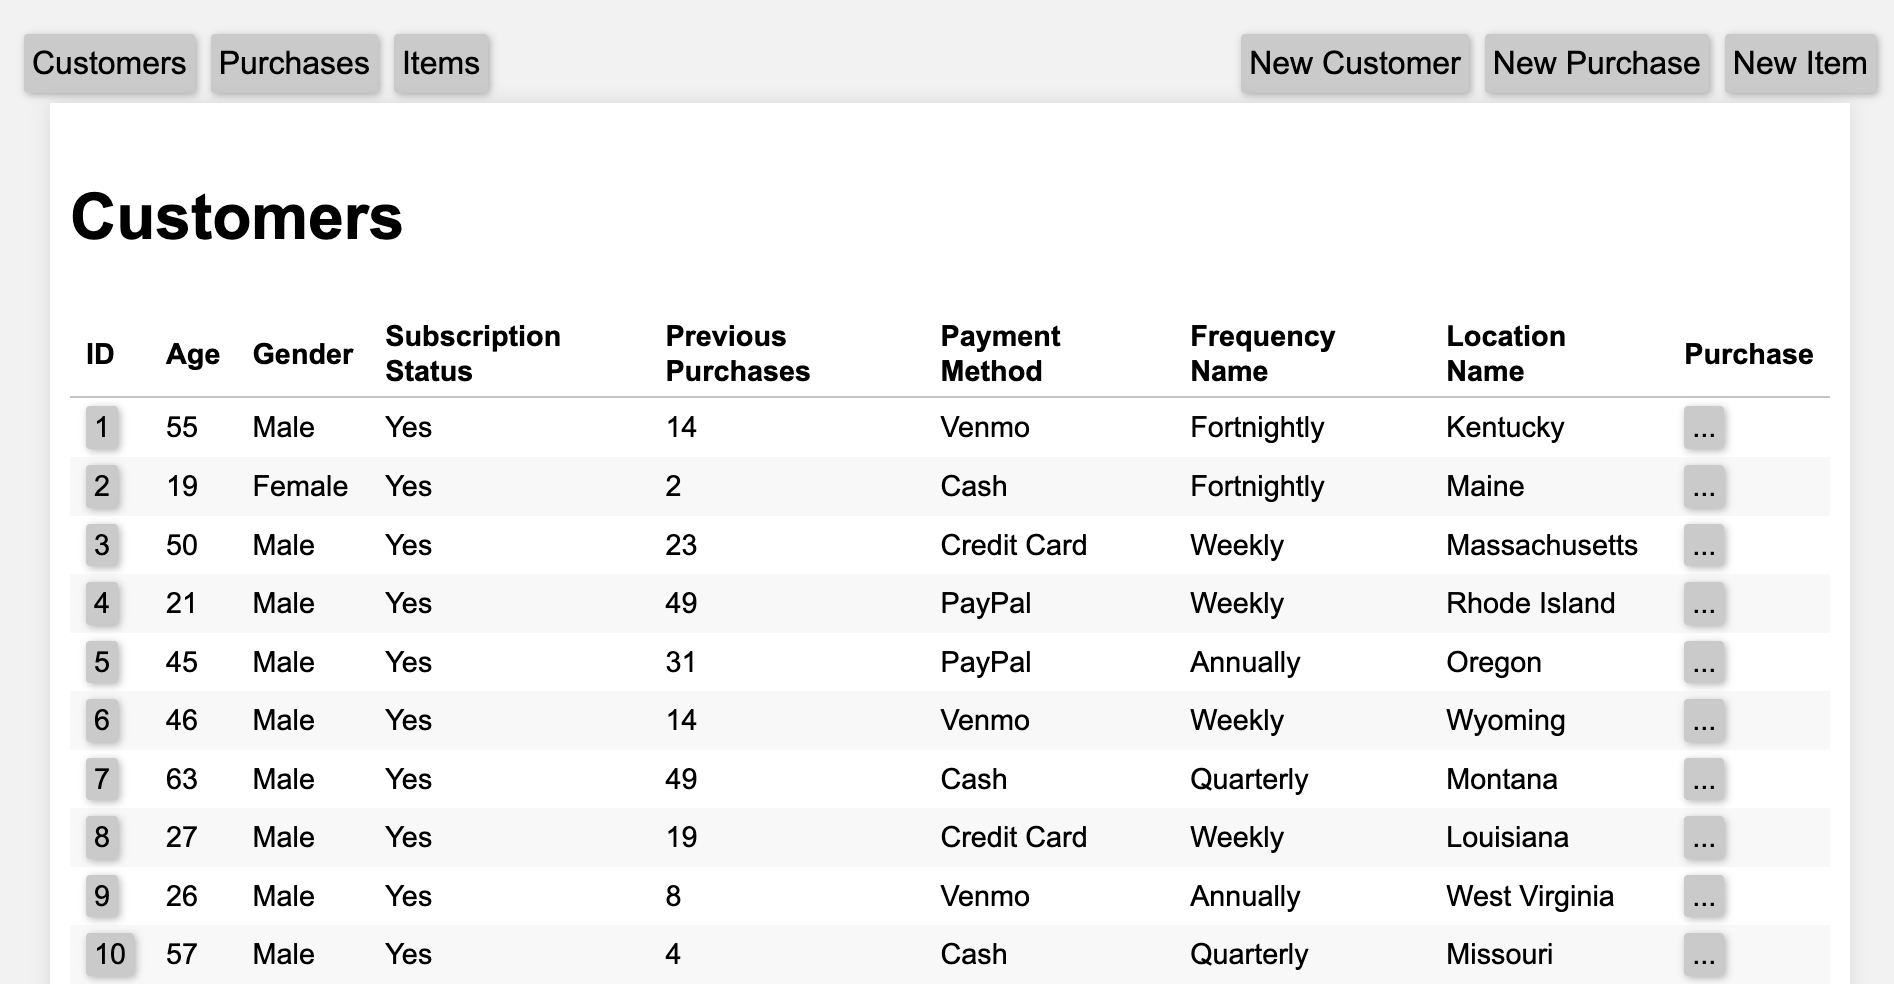 Customers Purchases Items New Customer New Purchase New Item
Customers
ID Age Gender Subscription Status Previous Purchases Payment Method Frequency Name Location Name Purchase
1 55 Male Yes 14 Venmo Fortnightly Kentucky ...
2 19 Female Yes 2 Cash Fortnightly Maine ...
3 50 Male Yes 23 Credit Card Weekly Massachusetts ...
4 21 Male Yes 49 PayPal Weekly Rhode Island ...
5 45 Male Yes 31 PayPal Annually Oregon ...
6 46 Male Yes 14 Venmo Weekly Wyoming ...
7 63 Male Yes 49 Cash Quarterly Montana ...
8 27 Male Yes 19 Credit Card Weekly Louisiana ...
9 26 Male Yes 8 Venmo Annually West Virginia ...
10 57 Male Yes 4 Cash Quarterly Missouri ...